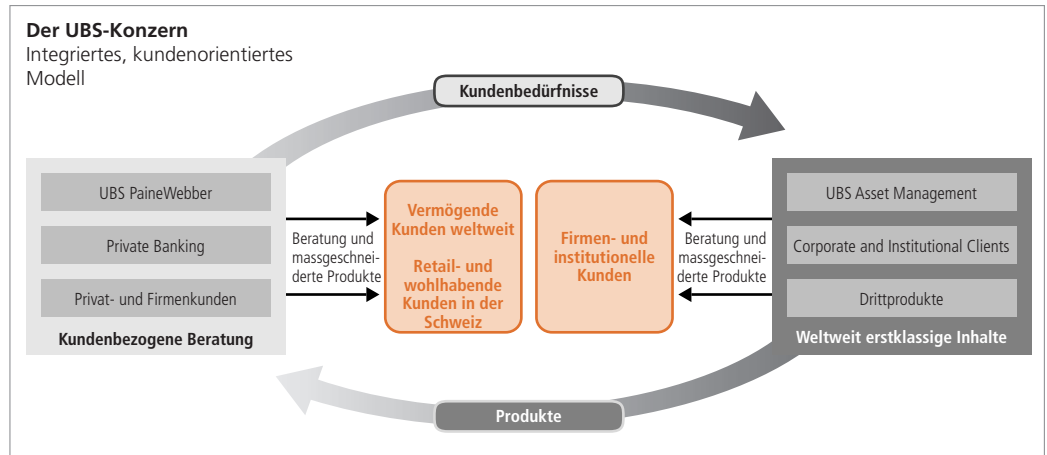 Der UBS-Konzern
Integriertes, kundenorientiertes
Modell
Kundenbedürfnisse
UBS PaineWebber
Private Banking
Privat- und Firmenkunden
Kundenbezogene Beratung
Beratung und
massgeschnei-
derte Produkte
Vermögende
Kunden weltweit
Retail- und
wohlhabende
Kunden in der
Schweiz
Firmen- und
institutionelle
Kunden
Beratung und
massgeschnei-
derte Produkte
UBS Asset Management
Corporate and Institutional Clients
Drittprodukte
Weltweit erstklassige Inhalte
Produkte